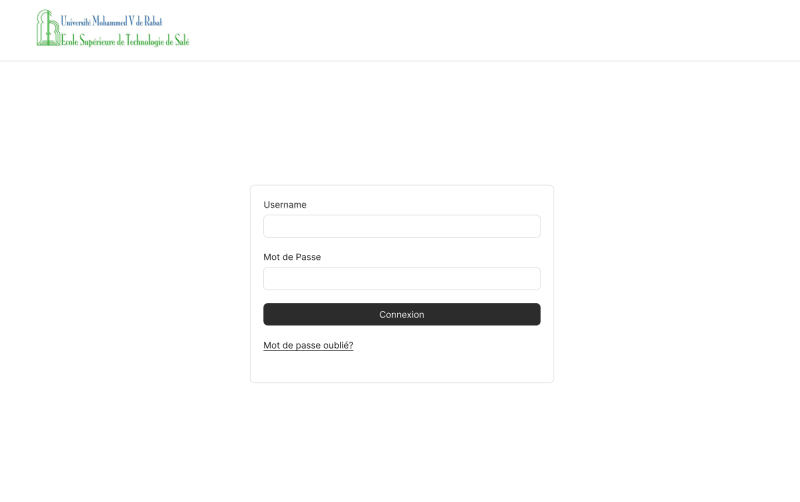 Université Mohammed V de Rabat
Ecole Supérieure de Technologie de Salé
Username
Mot de Passe
Connexion
Mot de passe oublié?